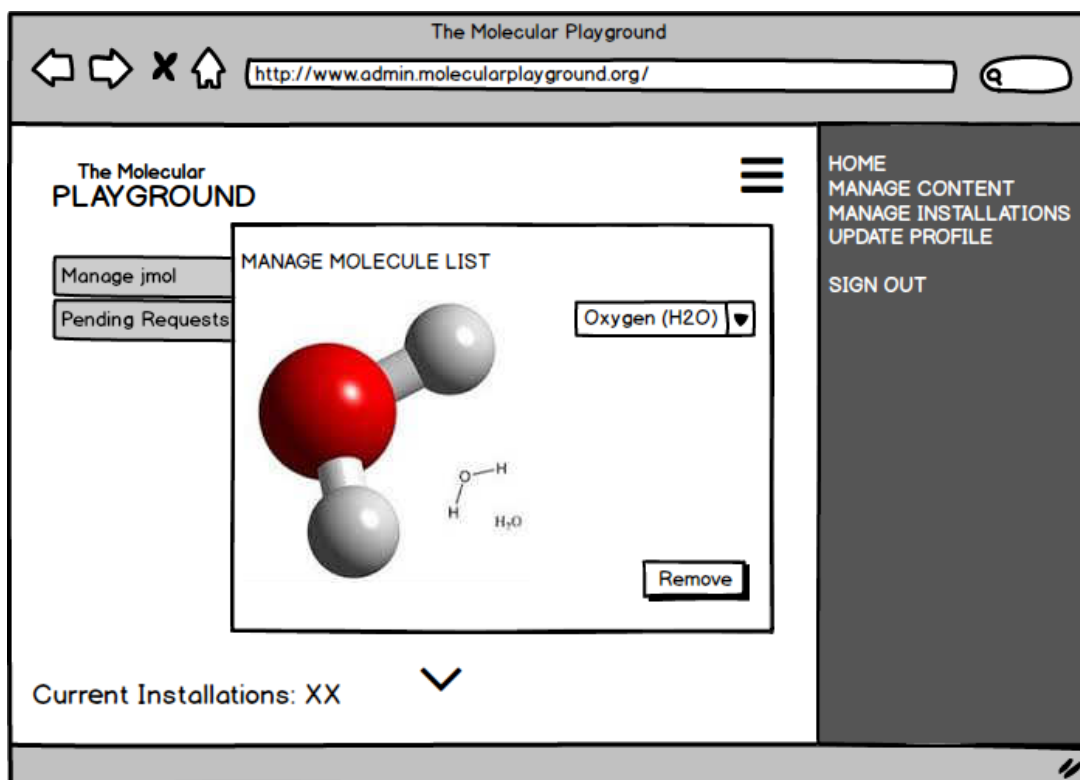 The Molecular Playground
http://www.admin.molecularplayground.org/
The Molecular
PLAYGROUND
HOME
MANAGE CONTENT
MANAGE INSTALLATIONS
UPDATE PROFILE
SIGN OUT
Manage jmol
Pending Requests
MANAGE MOLECULE LIST
Oxygen (H2O)
O H
H
H₂O
Remove
Current Installations: XX